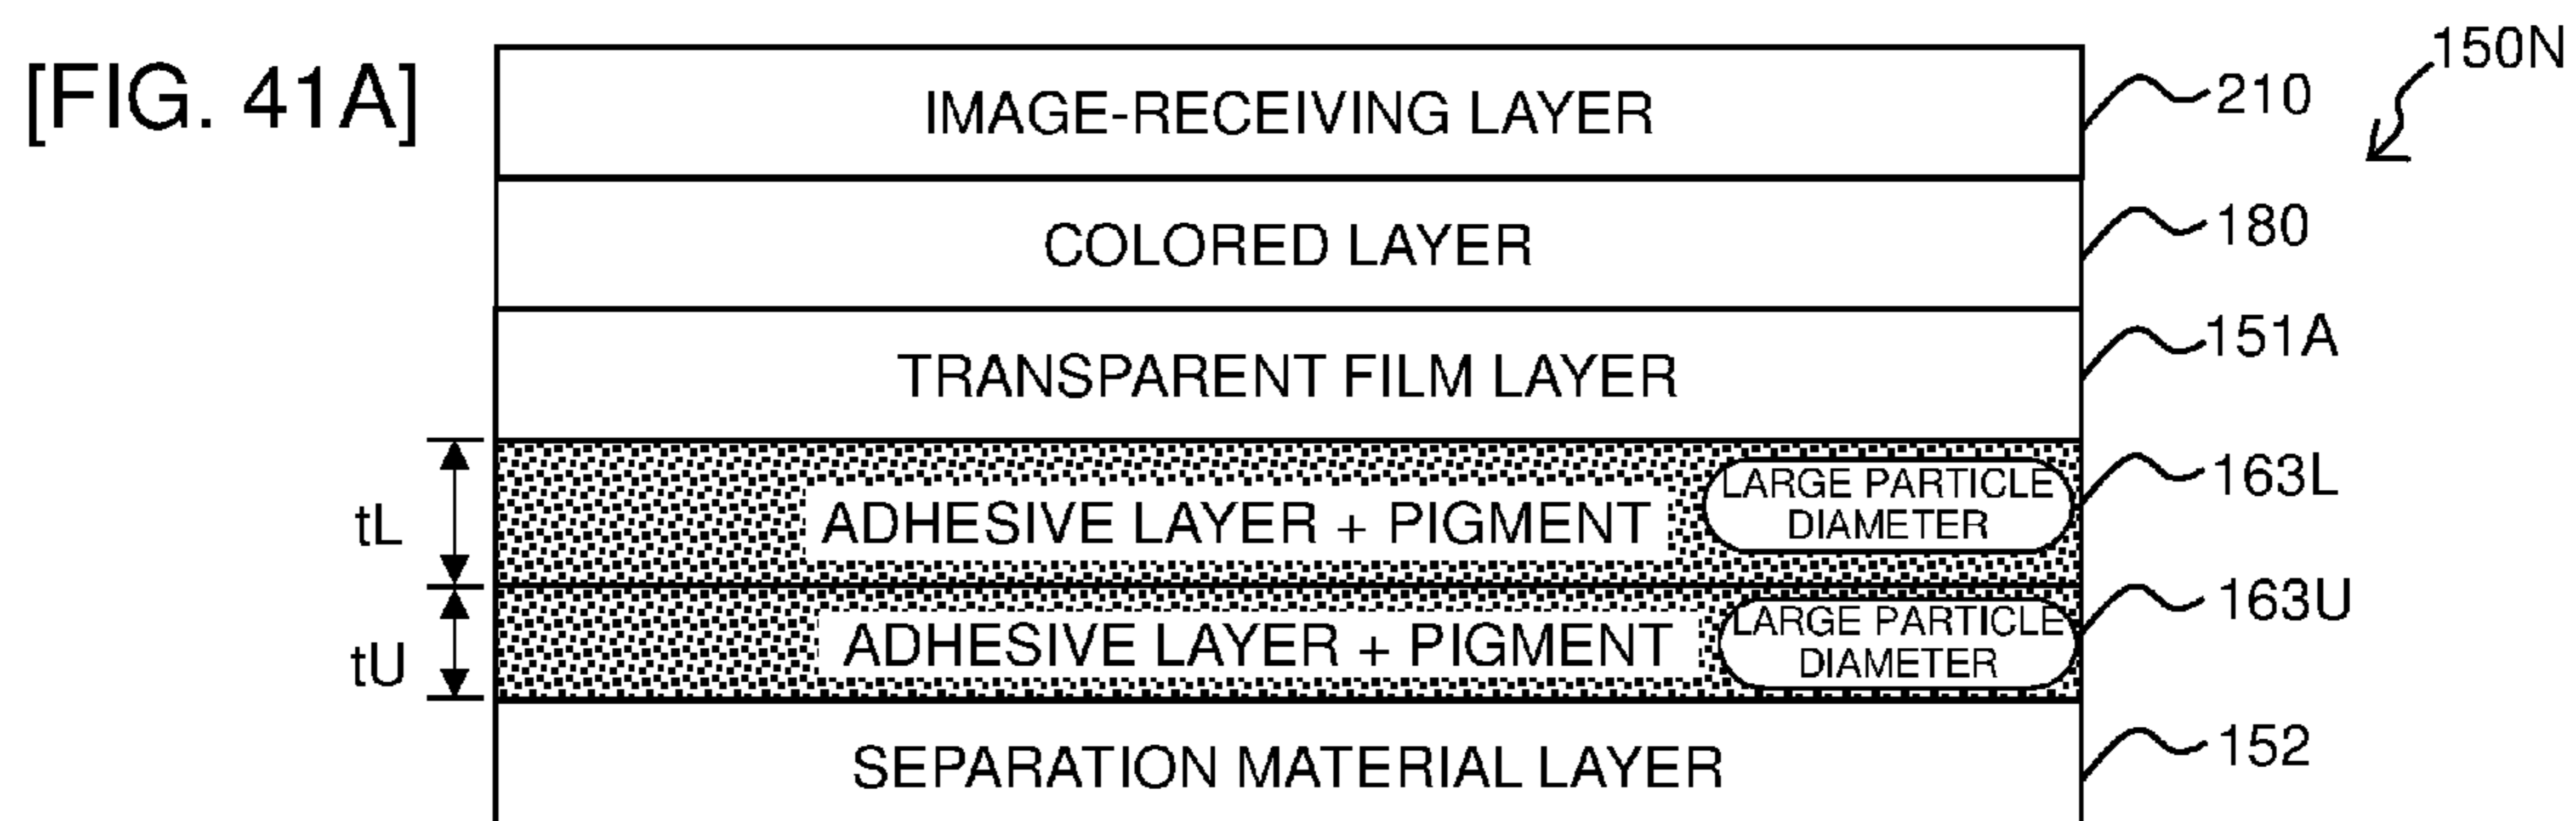 [FIG. 41A]
150N
IMAGE-RECEIVING LAYER
210
COLORED LAYER
180
TRANSPARENT FILM LAYER
151A
tL
ADHESIVE LAYER + PIGMENT
LARGE PARTICLE
DIAMETER
163L
tU
ADHESIVE LAYER + PIGMENT
LARGE PARTICLE
DIAMETER
163U
SEPARATION MATERIAL LAYER
152